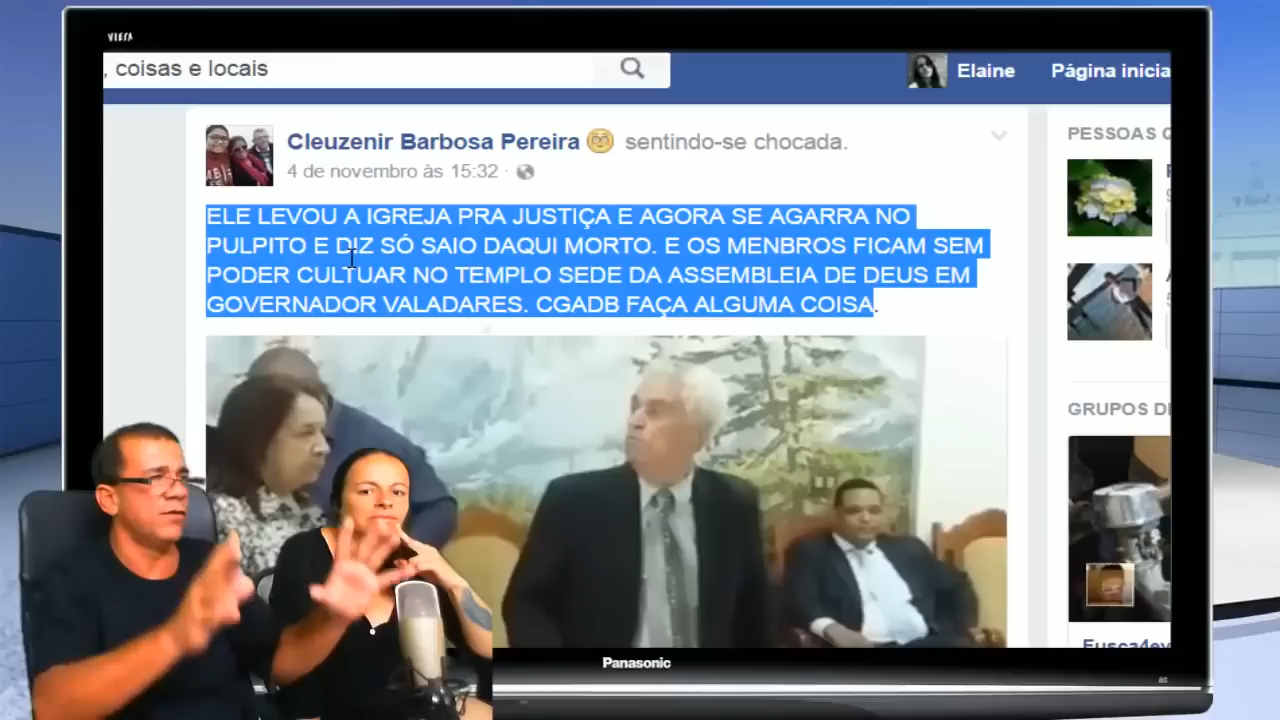 VIERA
, coisas e locais
Elaine
Página inicia
Cleuzenir Barbosa Pereira sentindo-se chocada.
4 de novembro às 15:32 ·
PESSOAS
ELE LEVOU A IGREJA PRA JUSTIÇA E AGORA SE AGARRA NO
PULPITO E DIZ SÓ SAIO DAQUI MORTO. E OS MENBROS FICAM SEM
PODER CULTUAR NO TEMPLO SEDE DA ASSEMBLEIA DE DEUS EM
GOVERNADOR VALADARES. CGADB FAÇA ALGUMA COISA.
GRUPOS
Panasonic